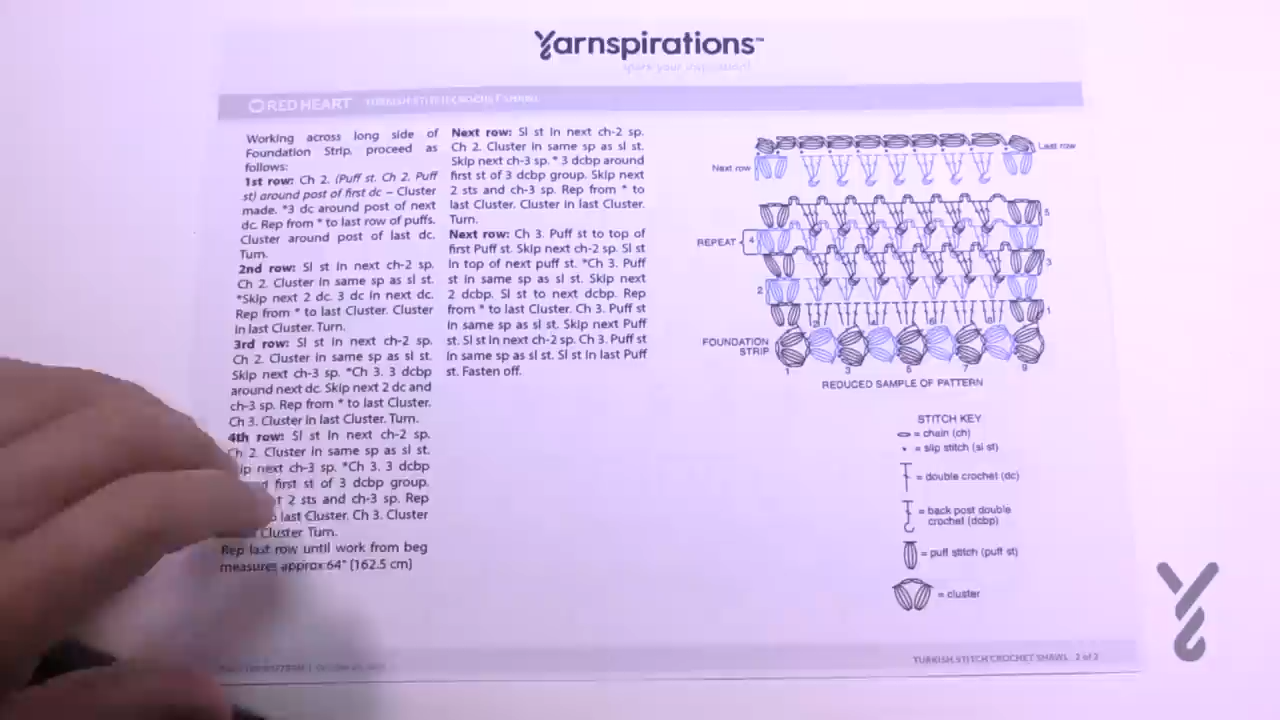 Yarnspirations™
spark your inspiration!
RED HEART TURKISH STITCH CROCHET SHAWL
Working across long side of
Foundation Strip, proceed as
follows:
1st row: Ch 2. (Puff st. Ch 2. Puff
st) around post of first dc – Cluster
made. *3 dc around post of next
dc. Rep from * to last row of puffs.
Cluster around post of last dc.
Turn.
2nd row: Sl st in next ch-2 sp.
Ch 2. Cluster in same sp as sl st.
*Skip next 2 dc. 3 dc in next dc.
Rep from * to last Cluster. Cluster
in last Cluster. Turn.
3rd row: Sl st in next ch-2 sp.
Ch 2. Cluster in same sp as sl st.
Skip next ch-3 sp. *Ch 3. 3 dcbp
around next dc. Skip next 2 dc and
ch-3 sp. Rep from * to last Cluster.
Ch 3. Cluster in last Cluster. Turn.
4th row: Sl st in next ch-2 sp.
Ch 2. Cluster in same sp as sl st.
next ch-3 sp. *Ch 3. 3 dcbp
first st of 3 dcbp group.
2 sts and ch-3 sp. Rep
last Cluster. Ch 3. Cluster
Cluster. Turn.
Rep last row until work from beg
measures approx 64" (162.5 cm)
Next row: Sl st in next ch-2 sp.
Ch 2. Cluster in same sp as sl st.
Skip next ch-3 sp. * 3 dcbp around
first st of 3 dcbp group. Skip next
2 sts and ch-3 sp. Rep from * to
last Cluster. Cluster in last Cluster.
Turn.
Next row: Ch 3. Puff st to top of
first Puff st. Skip next ch-2 sp. Sl st
in top of next puff st. *Ch 3. Puff
st in same sp as sl st. Skip next
2 dcbp. Sl st to next dcbp. Rep
from * to last Cluster. Ch 3. Puff st
in same sp as sl st. Skip next Puff
st. Sl st in next ch-2 sp. Ch 3. Puff st
in same sp as sl st. Sl st in last Puff
st. Fasten off.
Last row
Next row
5
REPEAT 4
3
2
1
2 4 6 8
FOUNDATION
STRIP
1 3 5 7 9
REDUCED SAMPLE OF PATTERN
STITCH KEY
= chain (ch)
= slip stitch (sl st)
= double crochet (dc)
= back post double
crochet (dcbp)
= puff stitch (puff st)
= cluster
TURKISH STITCH CROCHET SHAWL 2 of 2